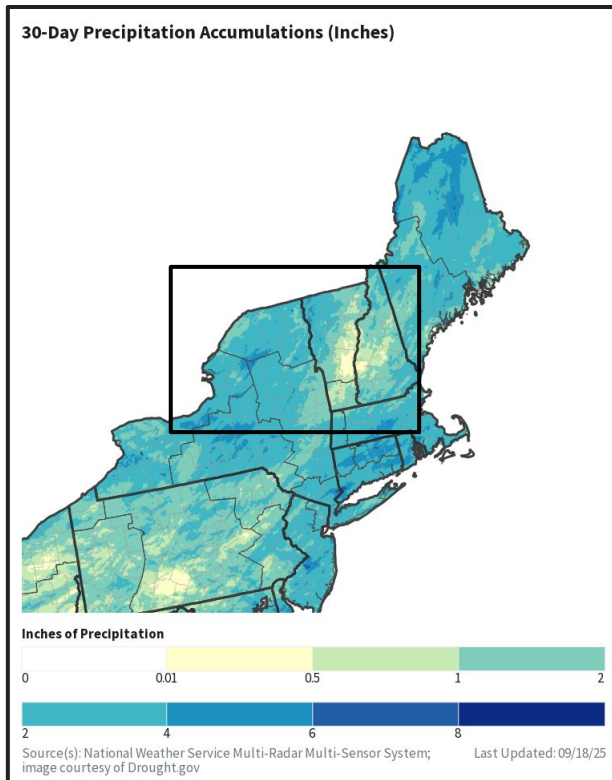 30-Day Precipitation Accumulations (Inches)
Inches of Precipitation
0 0.01 0.5 1 2
2 4 6 8
Source(s): National Weather Service Multi-Radar Multi-Sensor System; Last Updated: 09/18/25
image courtesy of Drought.gov